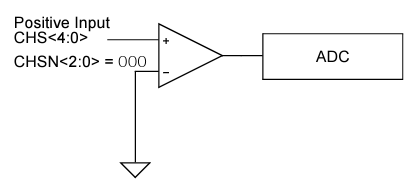 Positive Input
CHS<4:0>
CHSN<2:0> = 000
+
−
ADC